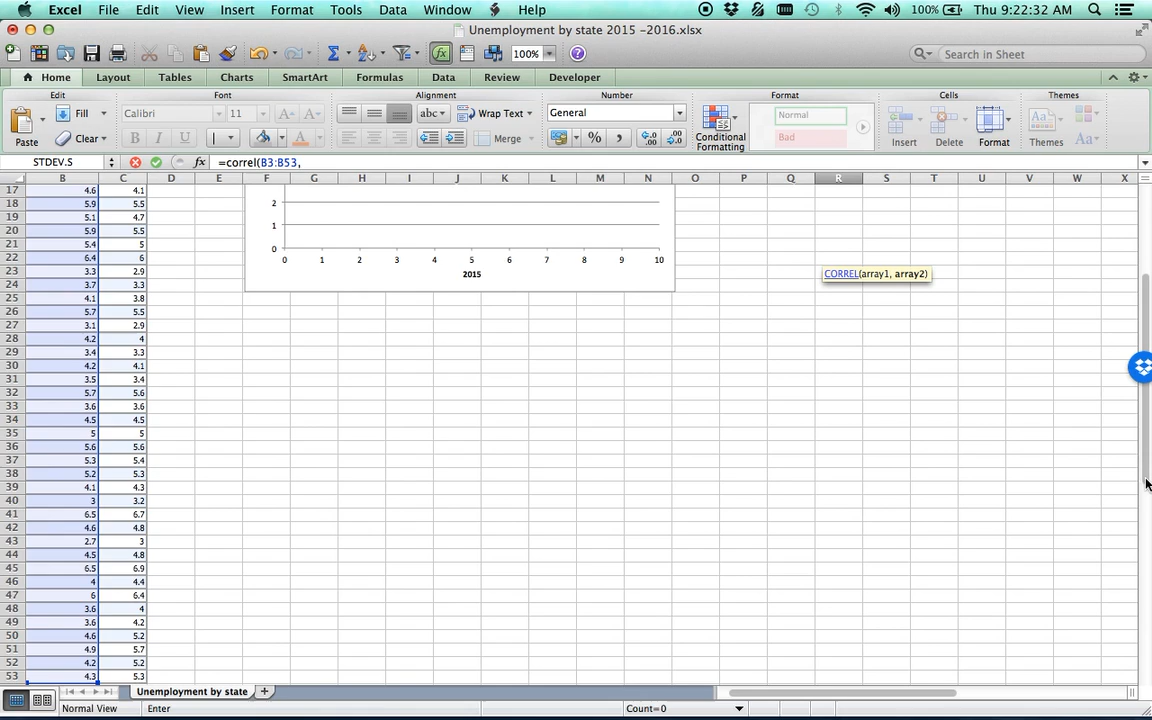 Excel File Edit View Insert Format Tools Data Window Help 100% Thu 9:22:32 AM
Unemployment by state 2015 -2016.xlsx
100% Search in Sheet
Home Layout Tables Charts SmartArt Formulas Data Review Developer
Edit Font Alignment Number Format Cells Themes
Paste Fill Clear Calibri 11 A A abc Wrap Text General Conditional Formatting Normal Insert Delete Format Themes Aa
B I U A Merge % , .0 .00 .00 .0 Bad
STDEV.S fx =correl(B3:B53,
B C D E F G H I J K L M N O P Q R S T U V W X
17 4.6 4.1
18 5.9 5.5 2
19 5.1 4.7
20 5.9 5.5 1
21 5.4 5 0
22 6.4 6 0 1 2 3 4 5 6 7 8 9 10
23 3.3 2.9 2015 CORREL(array1, array2)
24 3.7 3.3
25 4.1 3.8
26 5.7 5.5
27 3.1 2.9
28 4.2 4
29 3.4 3.3
30 4.2 4.1
31 3.5 3.4
32 5.7 5.6
33 3.6 3.6
34 4.5 4.5
35 5 5
36 5.6 5.6
37 5.3 5.4
38 5.2 5.3
39 4.1 4.3
40 3 3.2
41 6.5 6.7
42 4.6 4.8
43 2.7 3
44 4.5 4.8
45 6.5 6.9
46 4 4.4
47 6 6.4
48 3.6 4
49 3.6 4.2
50 4.6 5.2
51 4.9 5.7
52 4.2 5.2
53 4.3 5.3
Unemployment by state +
Normal View Enter Count=0